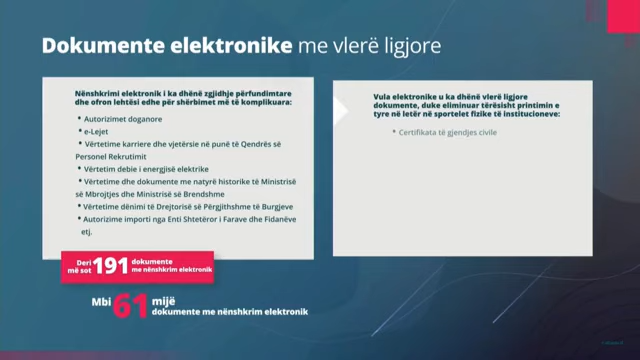 Dokumente elektronike me vlerë ligjore
Nënshkrimi elektronik i ka dhënë zgjidhje përfundimtare
dhe ofron lehtësi edhe për shërbimet më të komplikuara:
* Autorizimet doganore
* e-Lejet
* Vërtetime karriere dhe vjetërsie në punë të Qendrës së
Personel Rekrutimit
* Vërtetim debie i energjisë elektrike
* Vërtetime dhe dokumente me natyrë historike të Ministrisë
së Mbrojtjes dhe Ministrisë së Brendshme
* Vërtetime dënimi të Drejtorisë së Përgjithshme të Burgjeve
* Autorizime importi nga Enti Shtetëror i Farave dhe Fidanëve
etj.
Vula elektronike u ka dhënë vlerë ligjore
dokumente, duke eliminuar tërësisht printimin e
tyre në letër në sportelet fizike të institucioneve:
* Certifikata të gjendjes civile
Deri
më sot 191 dokumente
me nënshkrim elektronik
Mbi 61 mijë
dokumente me nënshkrim elektronik